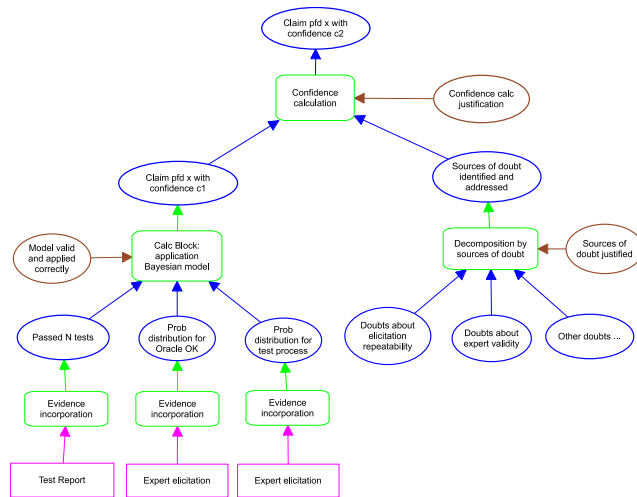 Claim pfd x with
confidence c2
Confidence
calculation
Confidence calc
justification
Claim pfd x with
confidence c1
Sources of doubt
identified and
addressed
Model valid
and applied
correctly
Calc Block:
application
Bayesian model
Decomposition by
sources of doubt
Sources of
doubt justified
Passed N tests
Prob
distribution for
Oracle OK
Prob
distribution for
test process
Doubts about
elicitation
repeatability
Doubts about
expert validity
Other doubts ...
Evidence
incorporation
Evidence
incorporation
Evidence
incorporation
Test Report
Expert elicitation
Expert elicitation